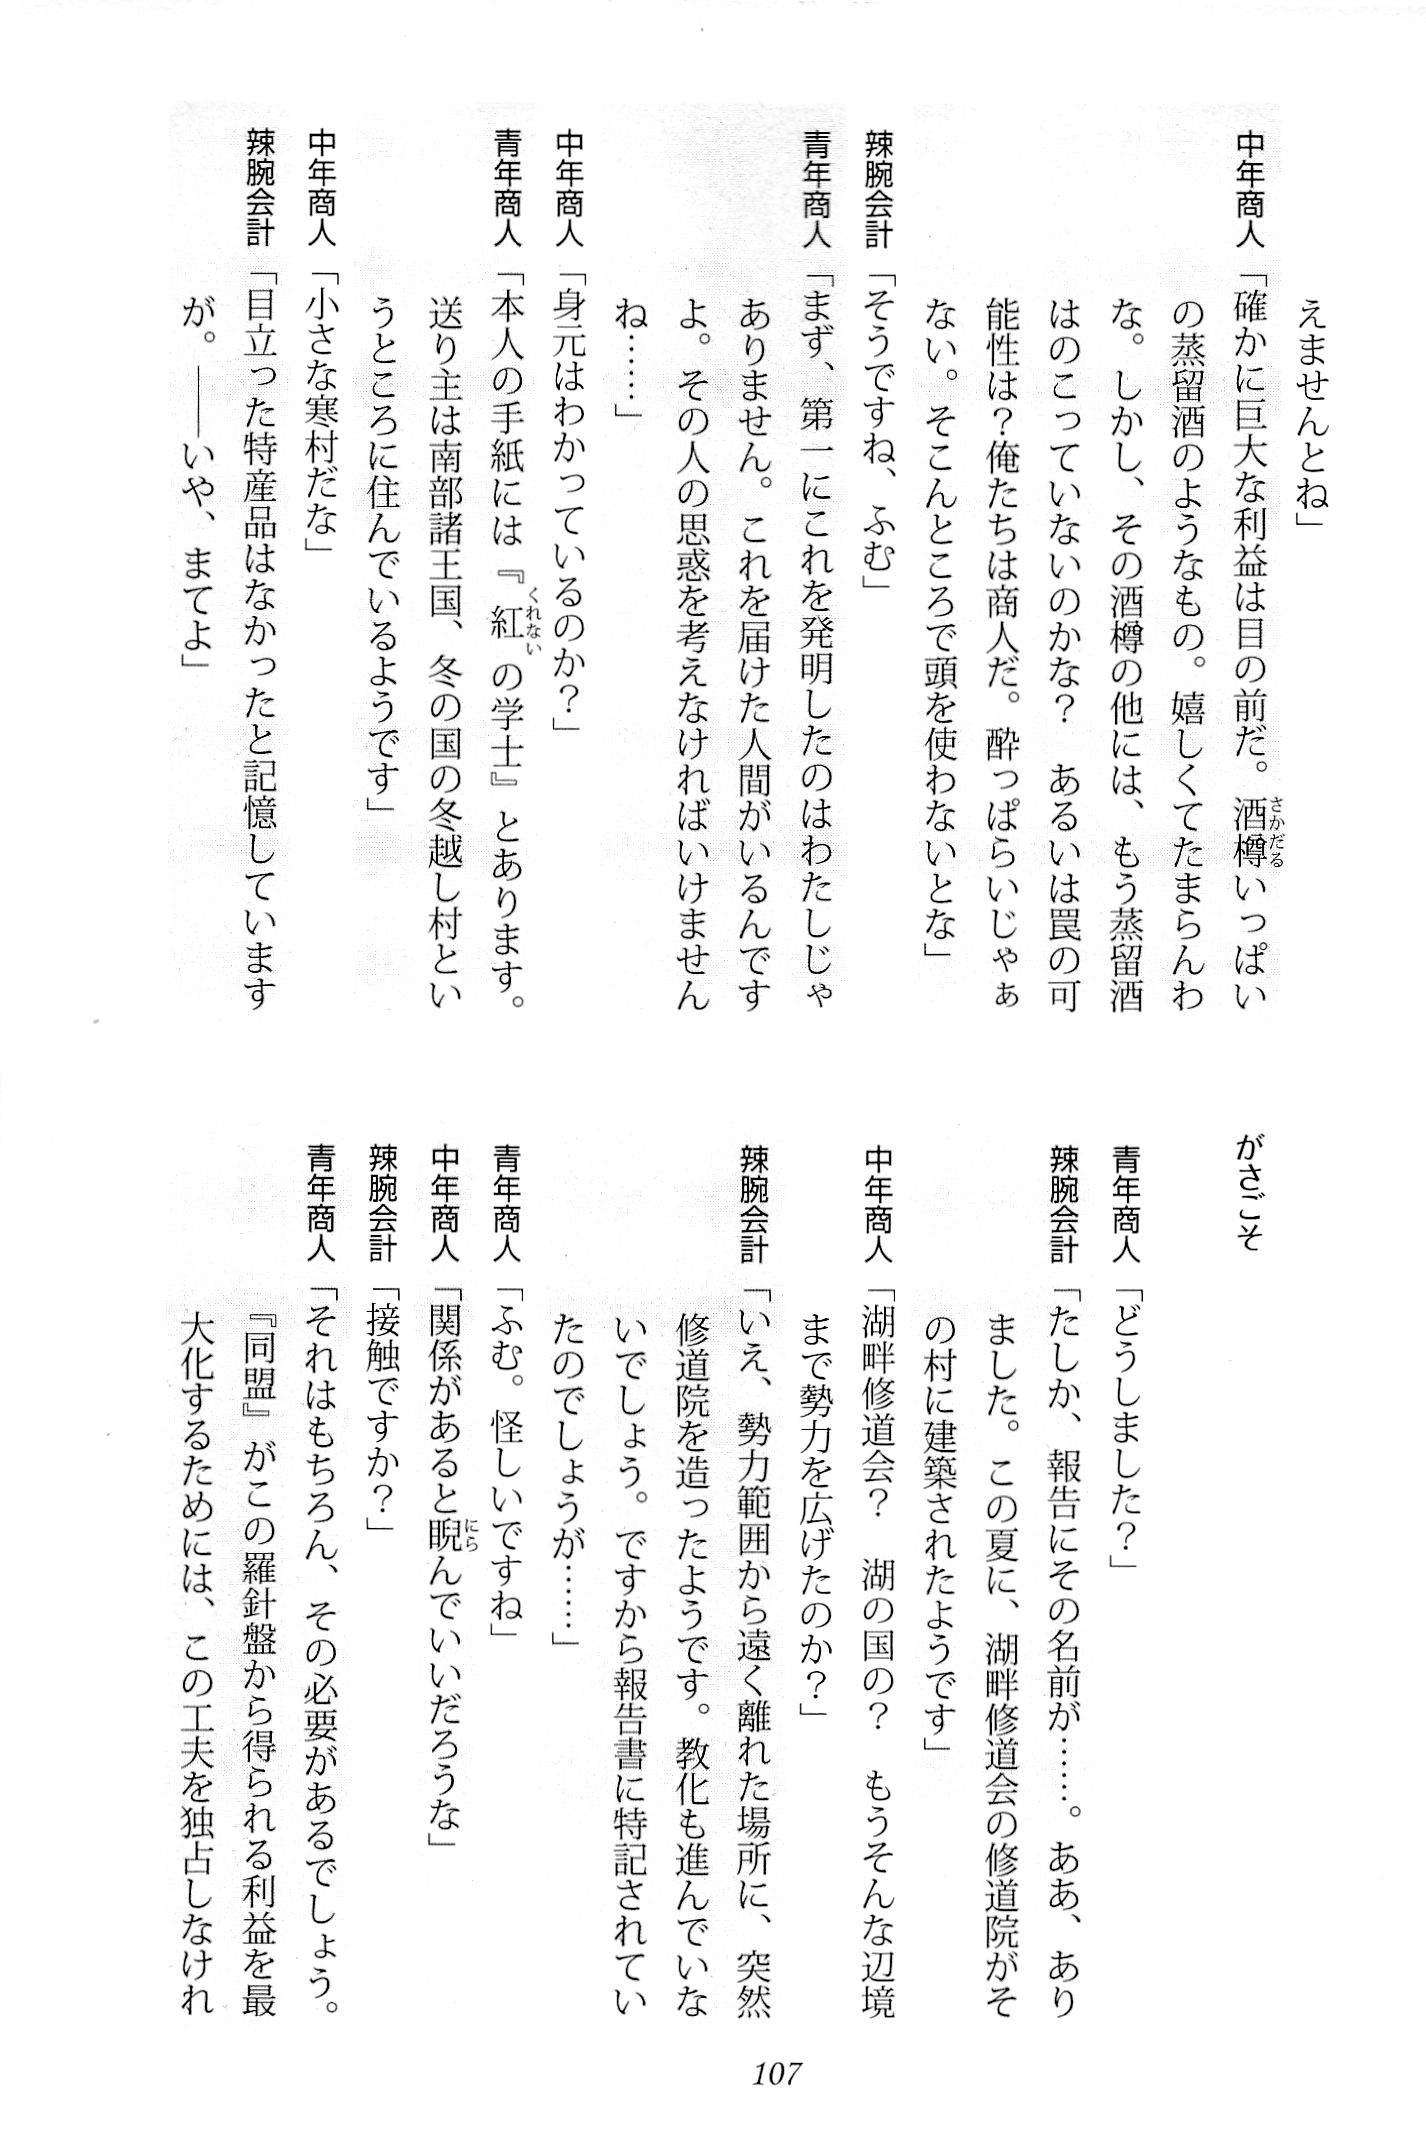 えませんとね」
中年商人「確かに巨大な利益は目の前だ。酒樽いっぱい
の蒸留酒のようなもの。嬉しくてたまらんわ
な。しかし、その酒樽の他には、もう蒸留酒
はのこっていないのかな？　あるいは罠の可
能性は？俺たちは商人だ。酔っぱらいじゃぁ
ない。そこんところで頭を使わないとな」
辣腕会計「そうですね、ふむ」
青年商人「まず、第一にこれを発明したのはわたしじゃ
ありません。これを届けた人間がいるんです
よ。その人の思惑を考えなければいけません
ね……」
中年商人「身元はわかっているのか？」
青年商人「本人の手紙には『紅の学士』とあります。
送り主は南部諸王国、冬の国の冬越し村とい
うところに住んでいるようです」
中年商人「小さな寒村だな」
辣腕会計「目立った特産品はなかったと記憶しています
が。――いや、まてよ」
がさごそ
青年商人「どうしました？」
辣腕会計「たしか、報告にその名前が……。ああ、あり
ました。この夏に、湖畔修道会の修道院がそ
の村に建築されたようです」
中年商人「湖畔修道会？　湖の国の？　もうそんな辺境
まで勢力を広げたのか？」
辣腕会計「いえ、勢力範囲から遠く離れた場所に、突然
修道院を造ったようです。教化も進んでいな
いでしょう。ですから報告書に特記されてい
たのでしょうが……」
青年商人「ふむ。怪しいですね」
中年商人「関係があると睨んでいいだろうな」
辣腕会計「接触ですか？」
青年商人「それはもちろん、その必要があるでしょう。
『同盟』がこの羅針盤から得られる利益を最
大化するためには、この工夫を独占しなけれ
107
さかだる
くれない
にら